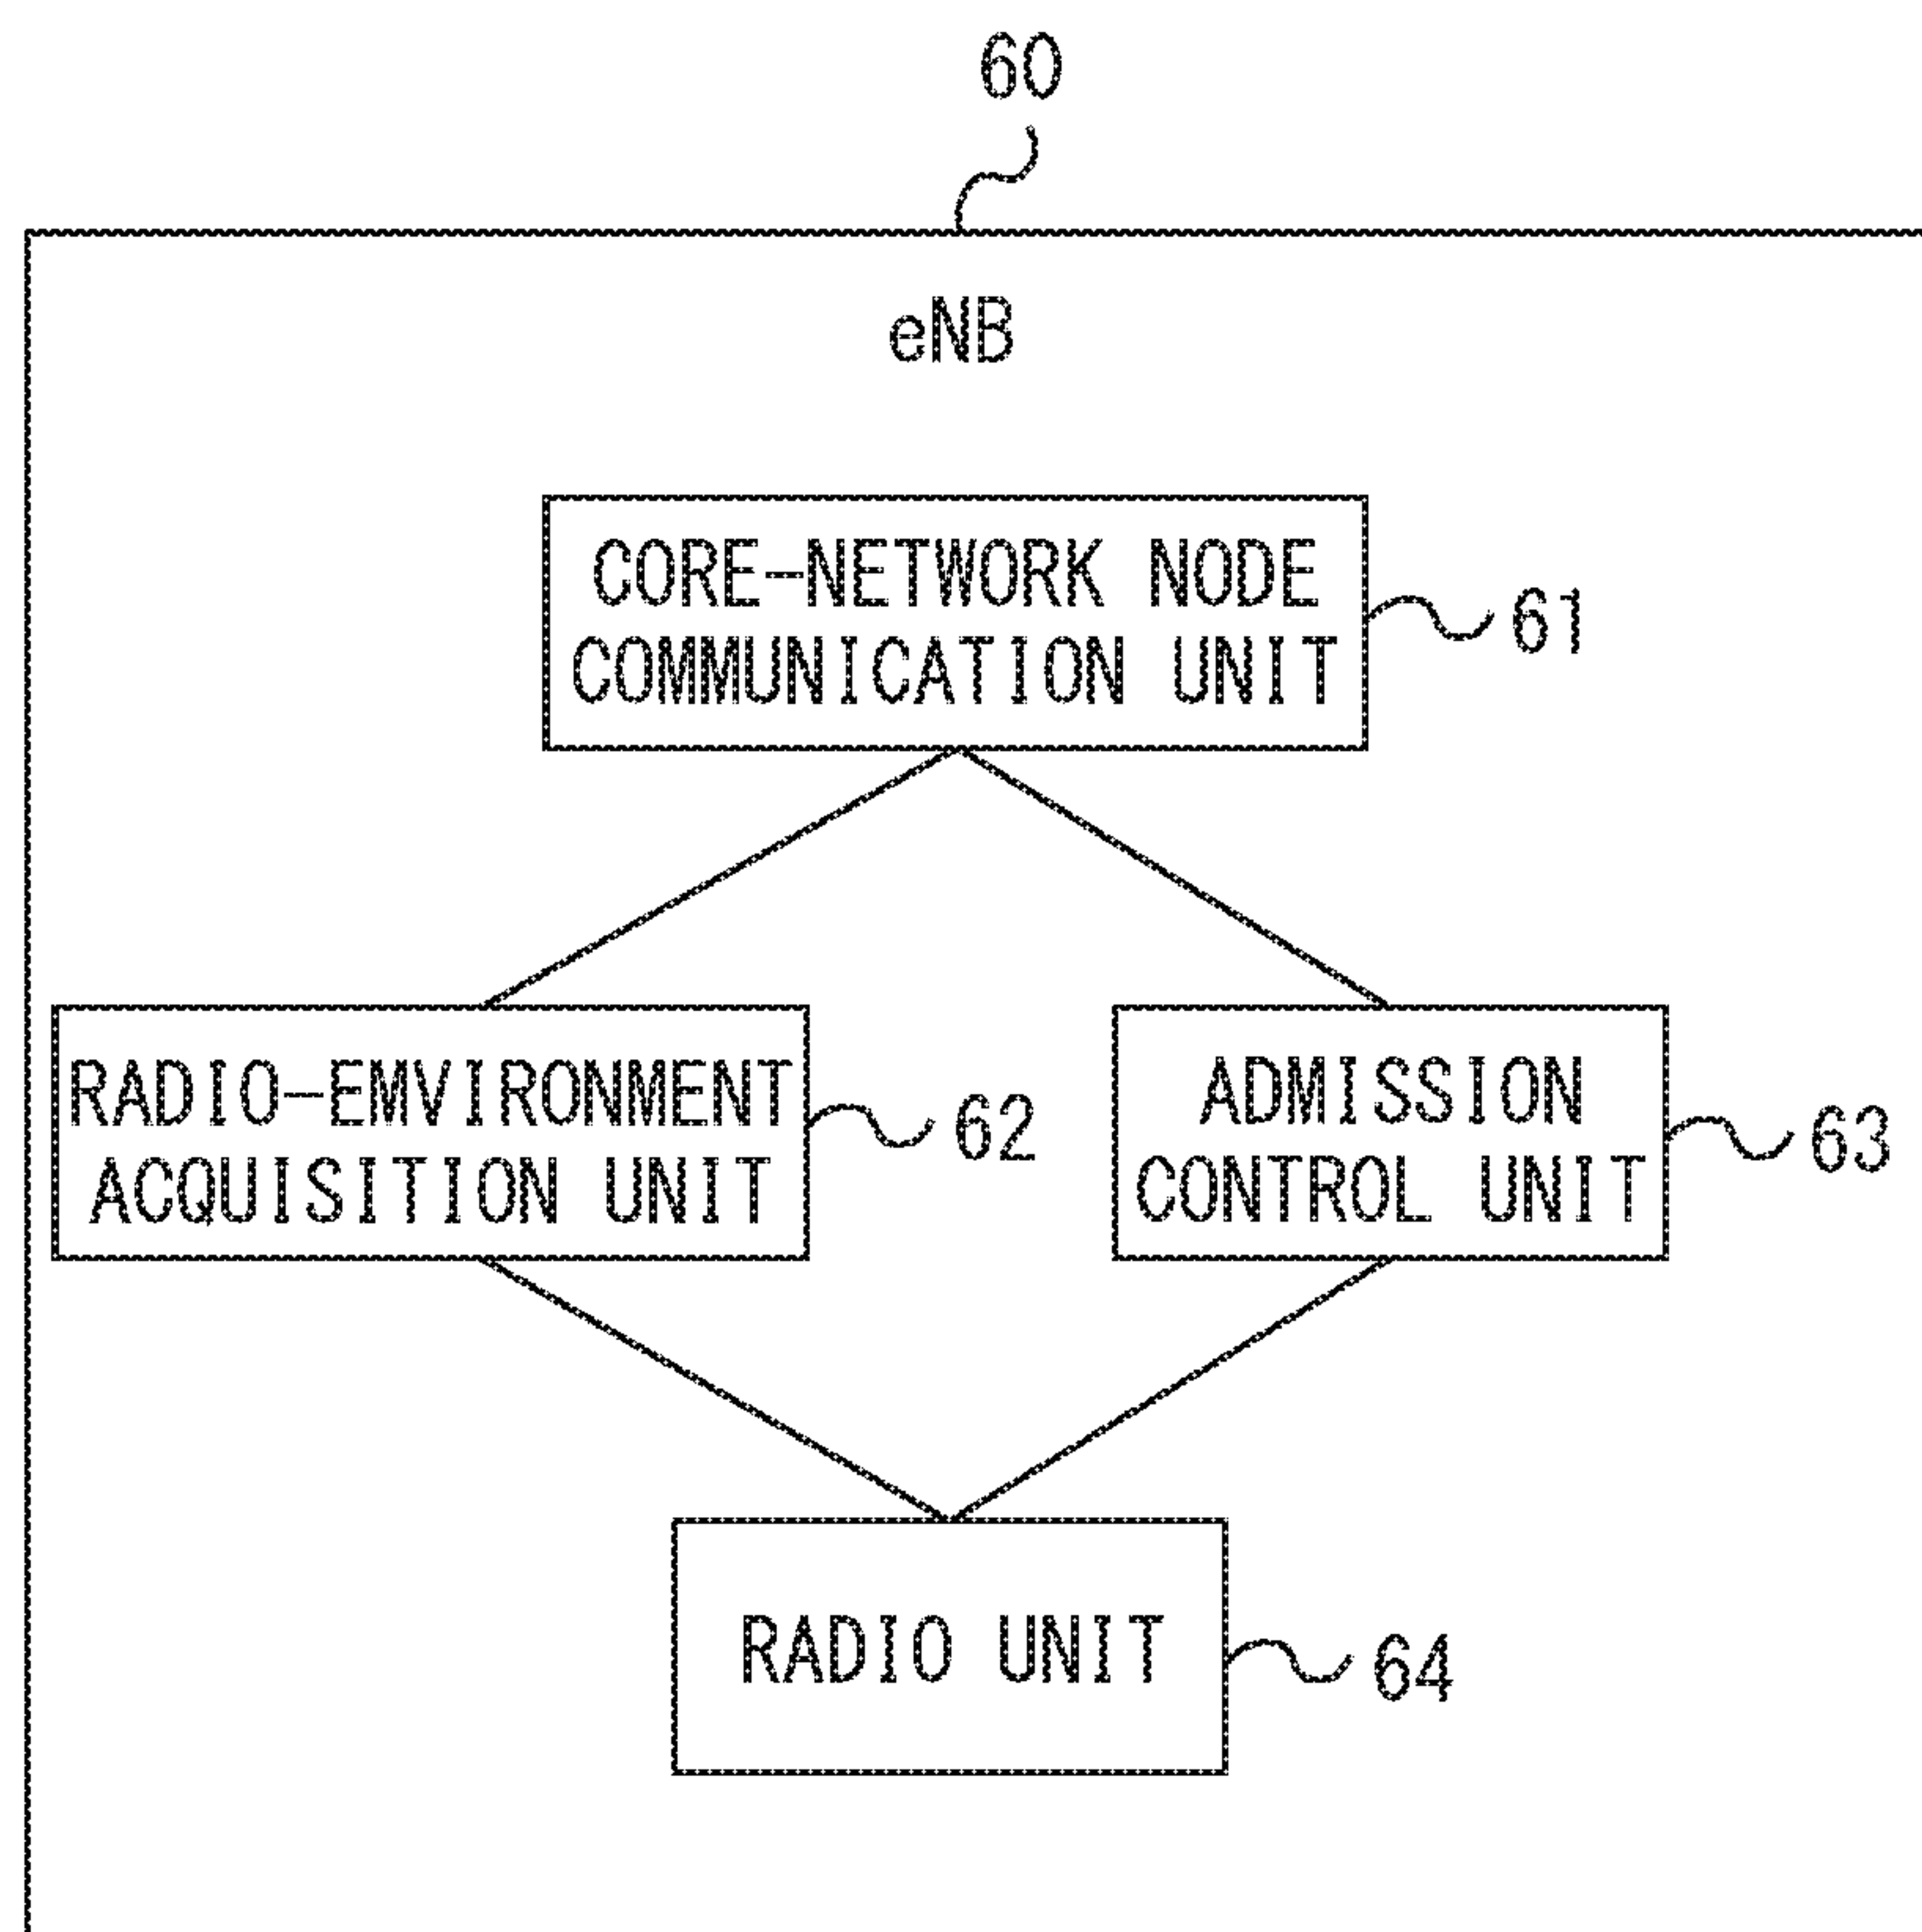 60
eNB
CORE-NETWORK NODE
COMMUNICATION UNIT
61
RADIO-EMVIRONMENT
ACQUISITION UNIT
62
ADMISSION
CONTROL UNIT
63
RADIO UNIT
64